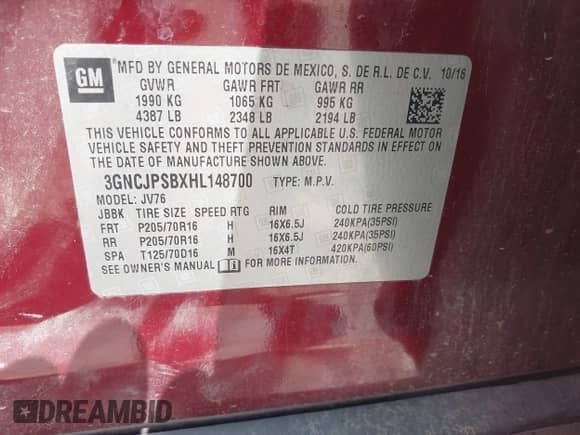 GM
MFD BY GENERAL MOTORS DE MEXICO, S. DE R.L. DE C.V. 10/16
GVWR GAWR FRT GAWR RR
1990 KG 1065 KG 995 KG
4387 LB 2348 LB 2194 LB
THIS VEHICLE CONFORMS TO ALL APPLICABLE U.S. FEDERAL MOTOR
VEHICLE SAFETY AND THEFT PREVENTION STANDARDS IN EFFECT ON
THE DATE OF MANUFACTURE SHOWN ABOVE.
3GNCJPSBXHL148700 TYPE: M.P.V.
MODEL: JV76
JBBK TIRE SIZE SPEED RTG RIM COLD TIRE PRESSURE
FRT P205/70R16 H 16X6.5J 240KPA(35PSI)
RR P205/70R16 H 16X6.5J 240KPA(35PSI)
SPA T125/70D16 M 16X4T 420KPA(60PSI)
SEE OWNER'S MANUAL FOR MORE INFORMATION.
DREAMBID